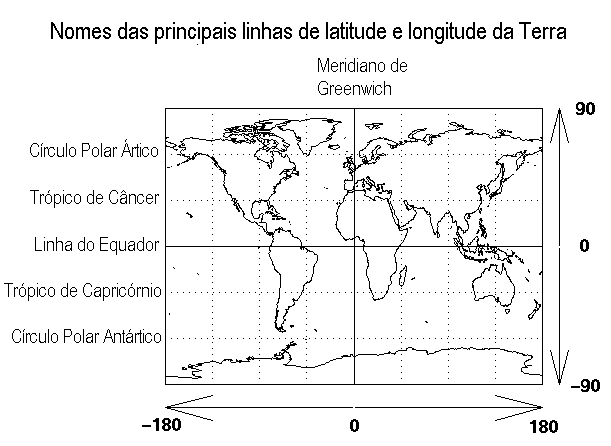 Nomes das principais linhas de latitude e longitude da Terra
Meridiano de
Greenwich
90
Círculo Polar Ártico
Trópico de Câncer
Linha do Equador
0
Trópico de Capricórnio
Círculo Polar Antártico
−90
−180
0
180